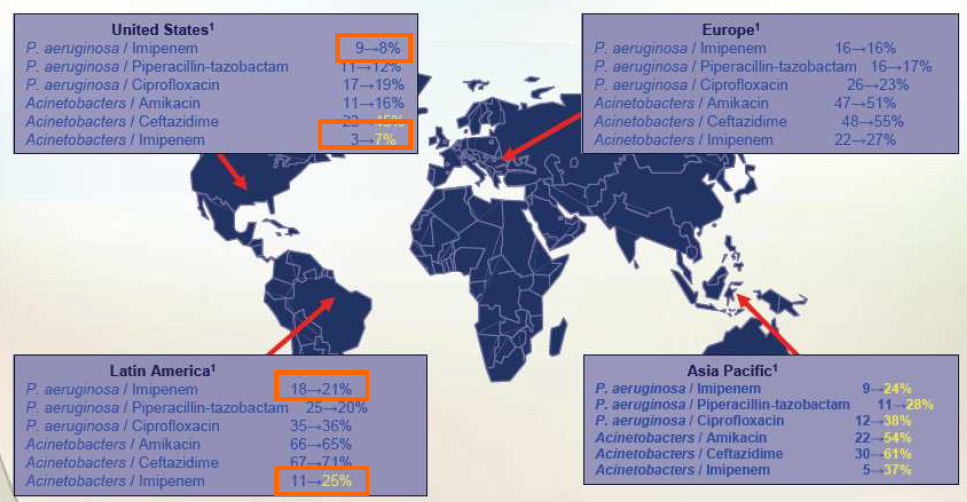 United States¹
P. aeruginosa / Imipenem 9→8%
P. aeruginosa / Piperacillin-tazobactam 11→12%
P. aeruginosa / Ciprofloxacin 17→19%
Acinetobacters / Amikacin 11→16%
Acinetobacters / Ceftazidime 23→45%
Acinetobacters / Imipenem 3→7%
Europe¹
P. aeruginosa / Imipenem 16→16%
P. aeruginosa / Piperacillin-tazobactam 16→17%
P. aeruginosa / Ciprofloxacin 26→23%
Acinetobacters / Amikacin 47→51%
Acinetobacters / Ceftazidime 48→55%
Acinetobacters / Imipenem 22→27%
Latin America¹
P. aeruginosa / Imipenem 18→21%
P. aeruginosa / Piperacillin-tazobactam 25→20%
P. aeruginosa / Ciprofloxacin 35→36%
Acinetobacters / Amikacin 66→65%
Acinetobacters / Ceftazidime 67→71%
Acinetobacters / Imipenem 11→25%
Asia Pacific¹
P. aeruginosa / Imipenem 9→24%
P. aeruginosa / Piperacillin-tazobactam 11→28%
P. aeruginosa / Ciprofloxacin 12→38%
Acinetobacters / Amikacin 22→54%
Acinetobacters / Ceftazidime 30→61%
Acinetobacters / Imipenem 5→37%